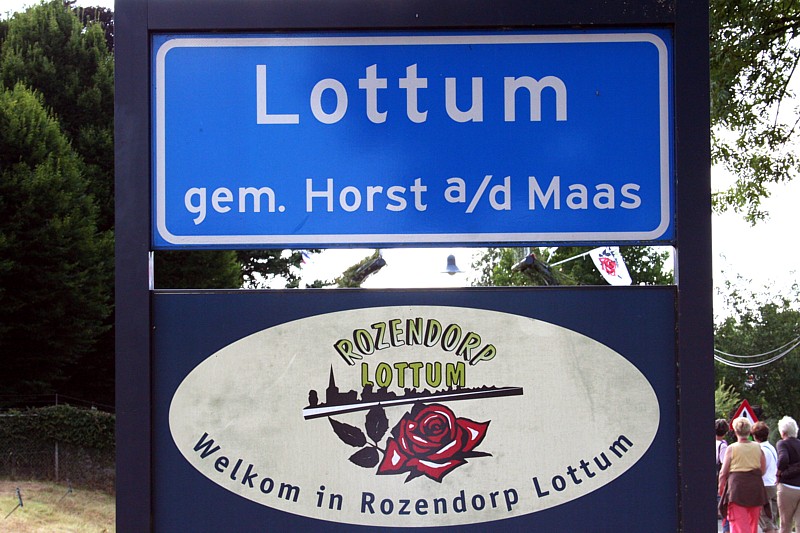 Lottum
gem. Horst a/d Maas
ROZENDORP
LOTTUM
Welkom in Rozendorp Lottum